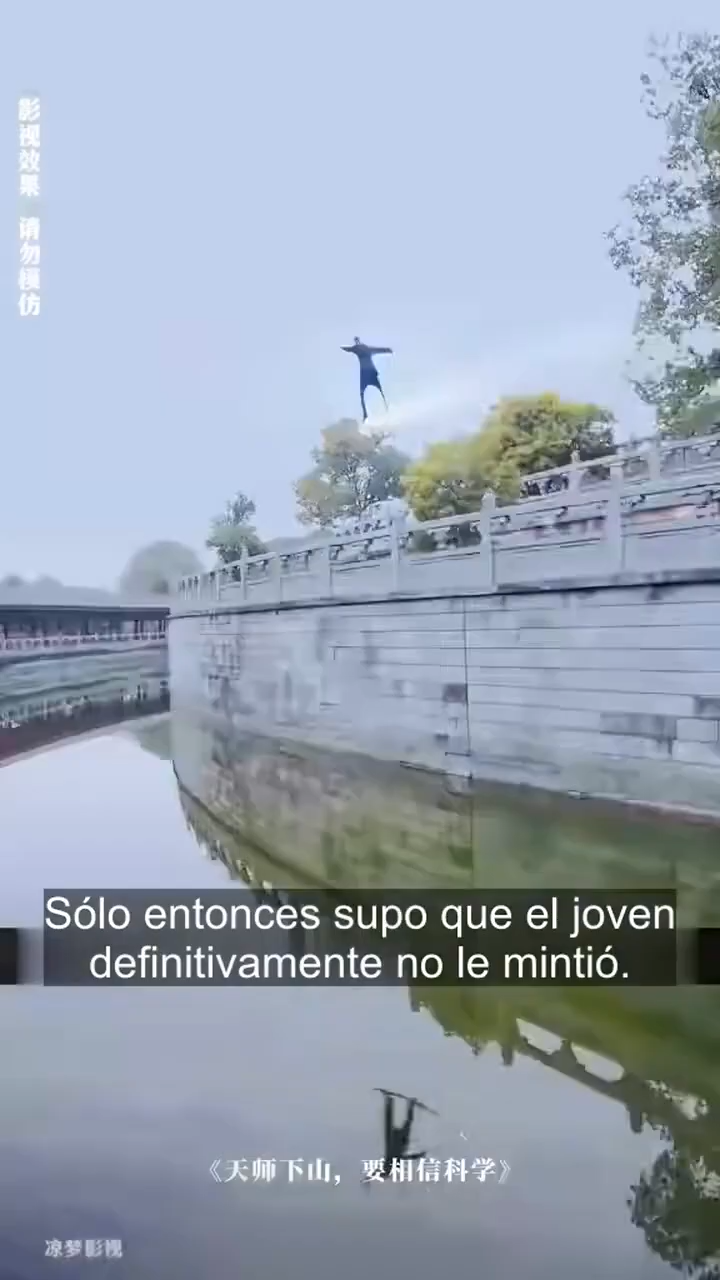 影视效果 请勿模仿
Sólo entonces supo que el joven
definitivamente no le mintió.
《天师下山，要相信科学》
凉梦影视